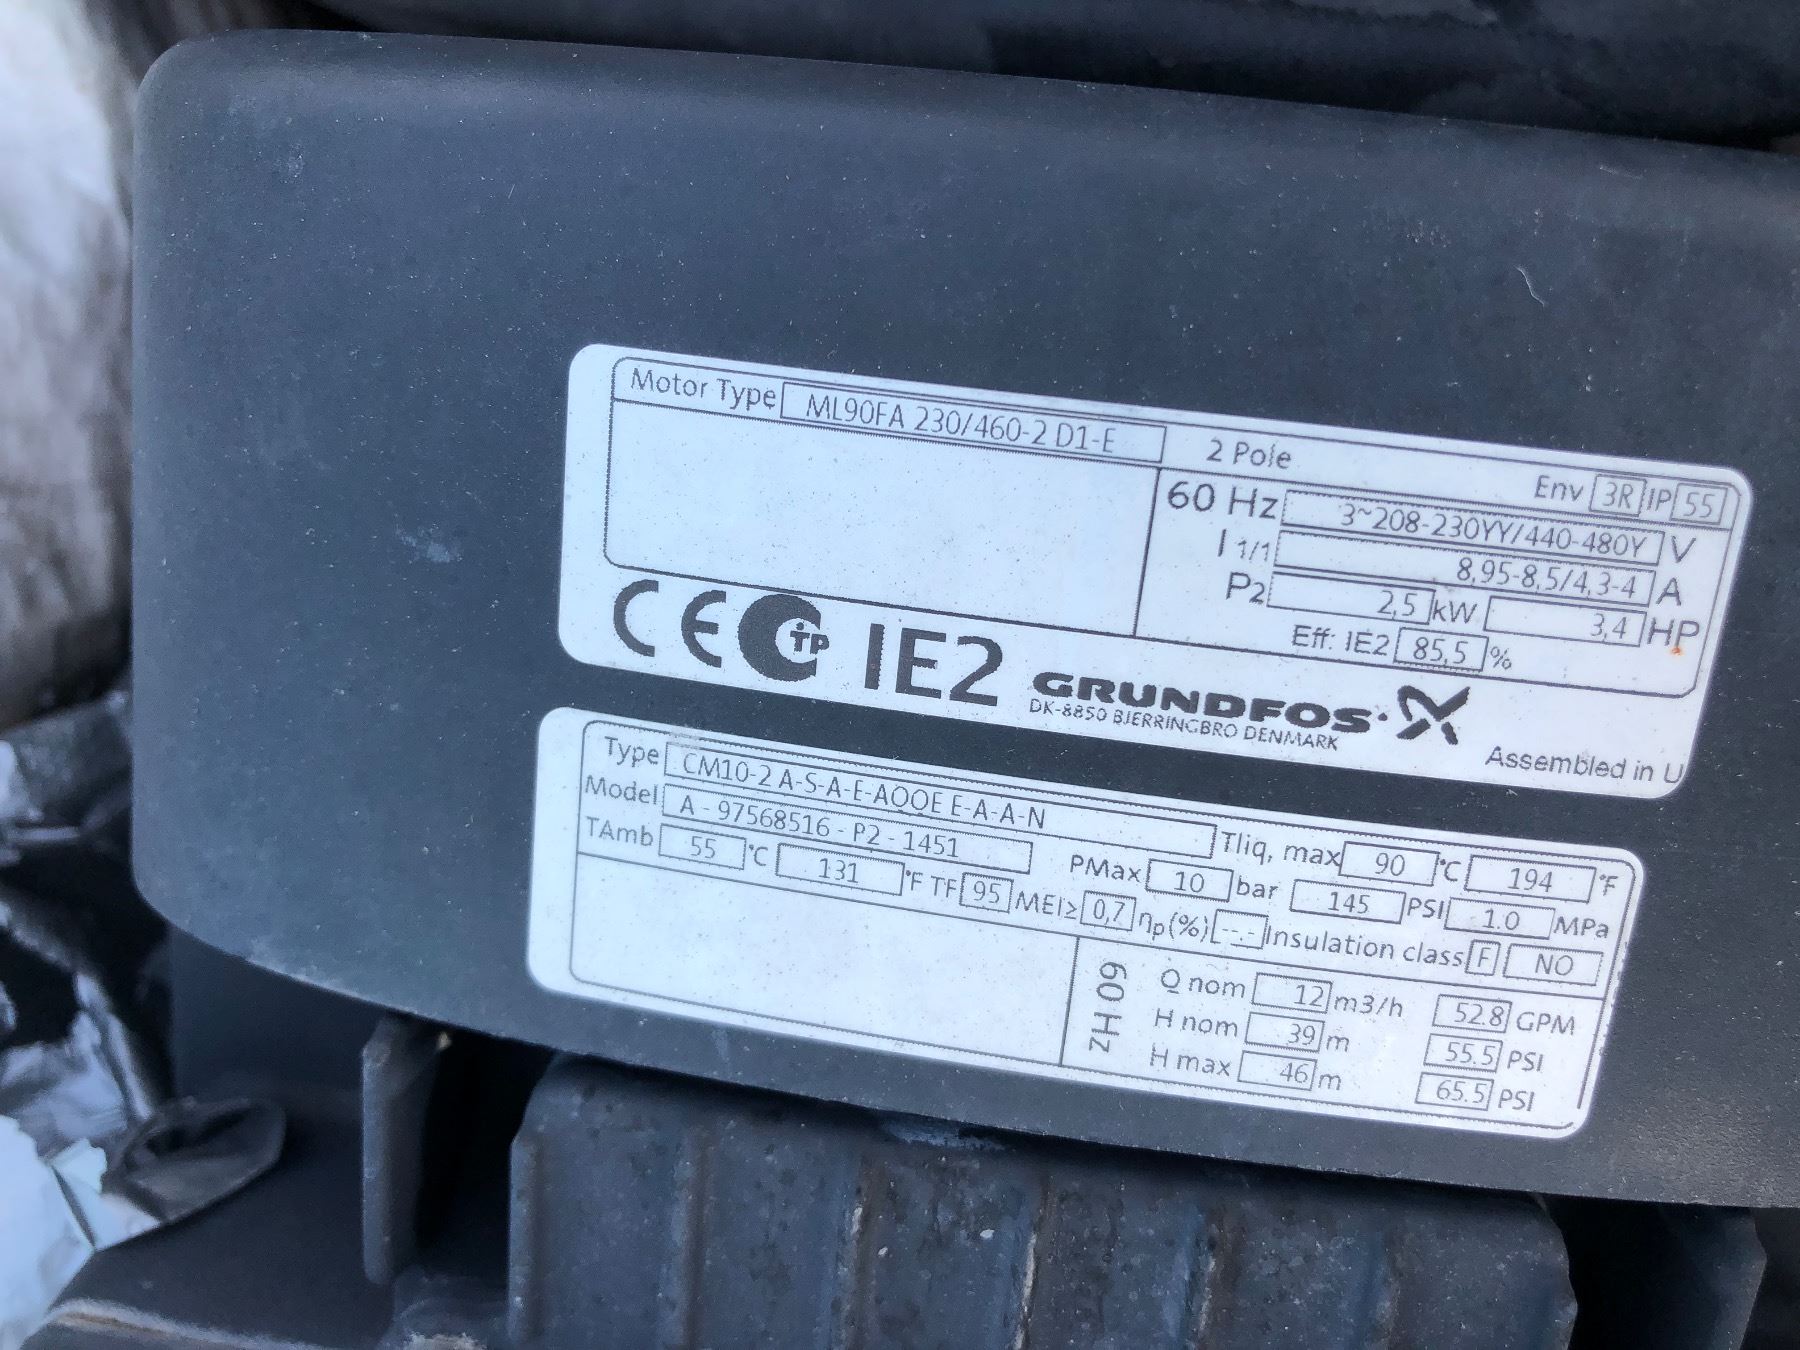 Motor Type ML90FA 230/460-2 D1-E 2 Pole Env 3R IP 55
60 Hz 3~208-230YY/440-480Y V
I 1/1 8,95-8,5/4,3-4 A
P2 2,5 kW 3,4 HP
Eff: IE2 85,5 %
CE TP IE2 GRUNDFOS
DK-8850 BJERRINGBRO DENMARK
Assembled in U
Type CM10-2 A-S-A-E-AQQE E-A-A-N Tliq, max 90 °C 194 °F
Model A - 97568516 - P2 - 1451 PMax 10 bar 145 PSI 1.0 MPa
TAmb 55 °C 131 °F TF 95 MEI≥ 0,7 ηp(%) --.- Insulation class F NO
60 Hz
Q nom 12 m3/h 52.8 GPM
H nom 39 m 55.5 PSI
H max 46 m 65.5 PSI